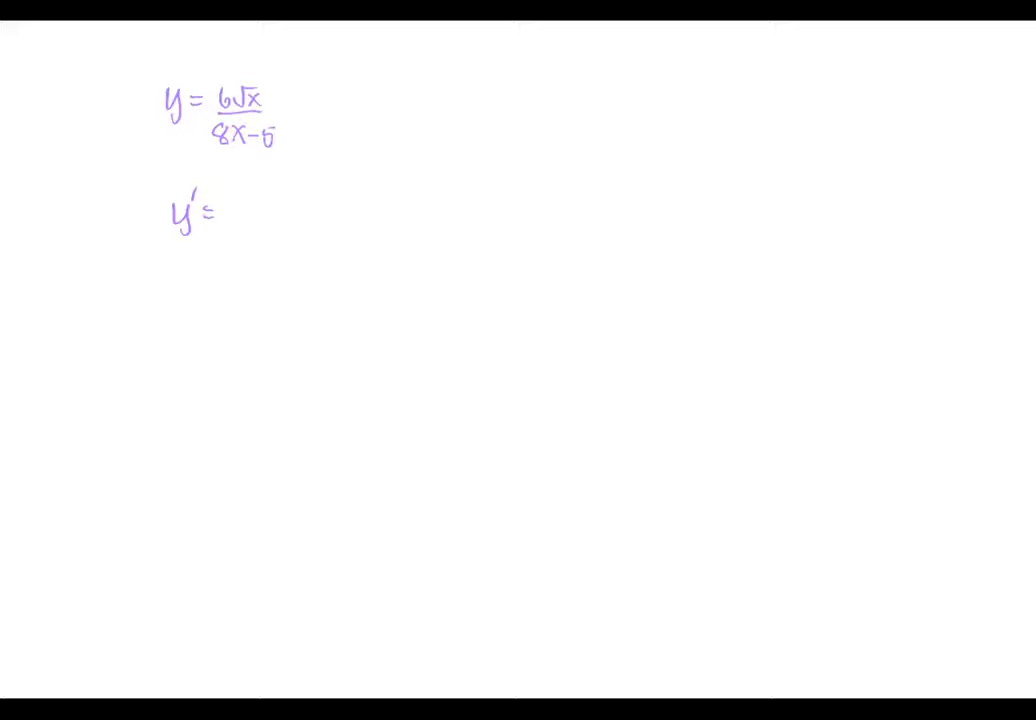 y = 6√x / 8x-5
y' =